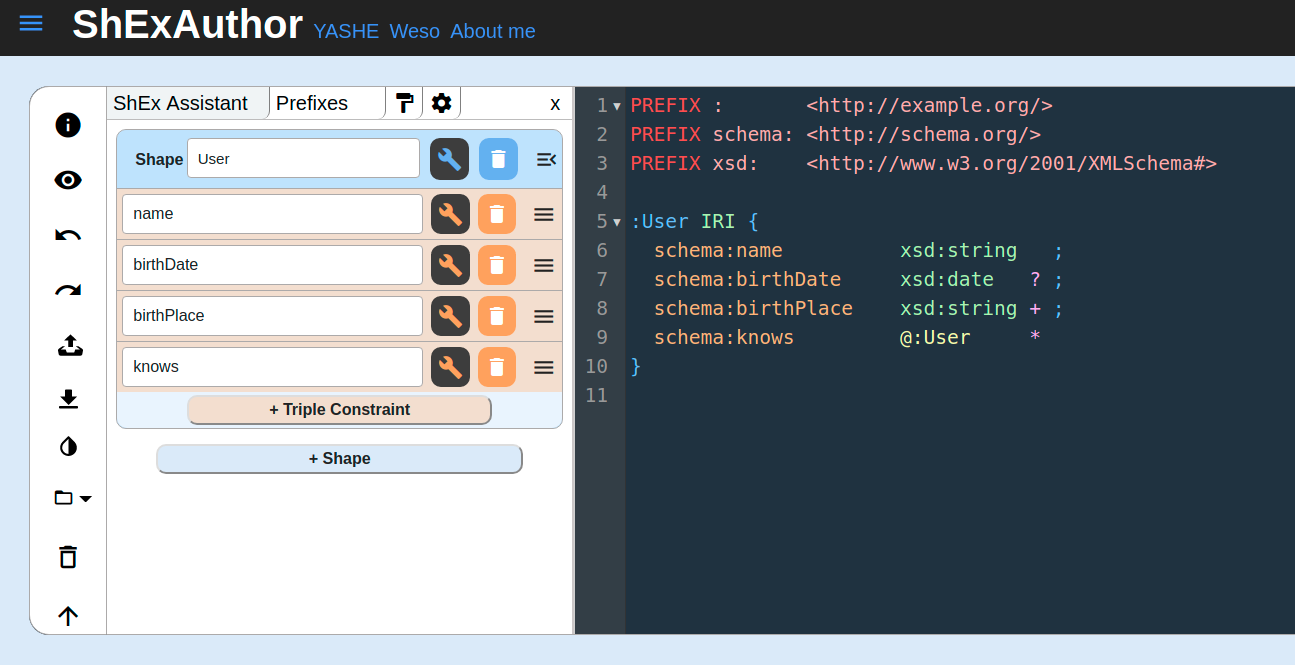 ShExAuthor YASHE Weso About me
ShEx Assistant Prefixes x
Shape User
name
birthDate
birthPlace
knows
+ Triple Constraint
+ Shape
1 PREFIX :       <http://example.org/>
2 PREFIX schema: <http://schema.org/>
3 PREFIX xsd:    <http://www.w3.org/2001/XMLSchema#>
4
5 :User IRI {
6   schema:name          xsd:string   ;
7   schema:birthDate     xsd:date   ? ;
8   schema:birthPlace    xsd:string + ;
9   schema:knows         @:User     *
10 }
11